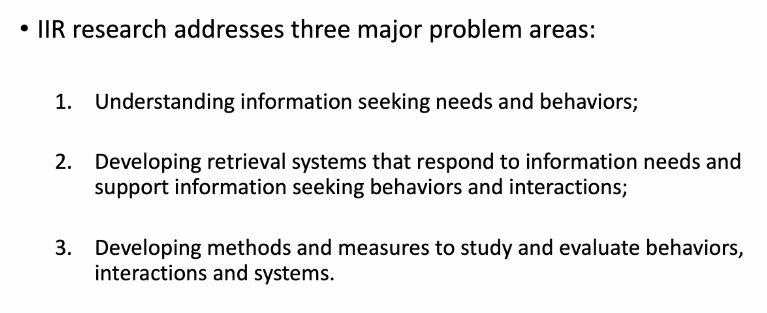 • IIR research addresses three major problem areas:
1. Understanding information seeking needs and behaviors;
2. Developing retrieval systems that respond to information needs and
support information seeking behaviors and interactions;
3. Developing methods and measures to study and evaluate behaviors,
interactions and systems.